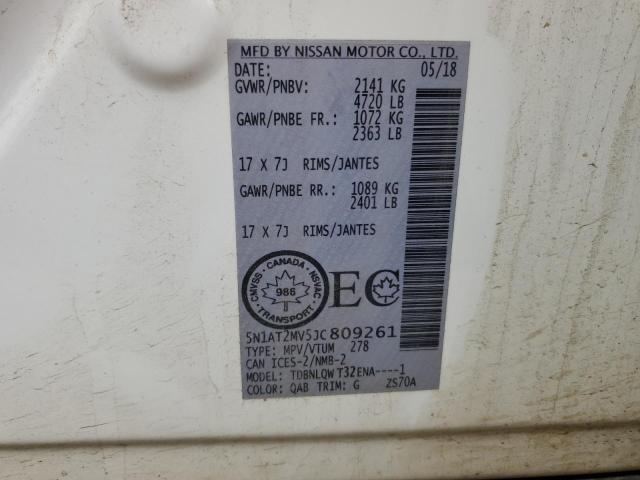 MFD BY NISSAN MOTOR CO., LTD.
DATE: 05/18
GVWR/PNBV: 2141 KG
4720 LB
GAWR/PNBE FR.: 1072 KG
2363 LB
17 X 7J RIMS/JANTES
GAWR/PNBE RR.: 1089 KG
2401 LB
17 X 7J RIMS/JANTES
CMVSS · CANADA · NSVAC
986
TRANSPORT
EC
5N1AT2MV5JC809261
TYPE: MPV/VTUM 278
CAN ICES-2/NMB-2
MODEL: TDBNLQW T32ENA----1
COLOR: QAB TRIM: G ZS70A